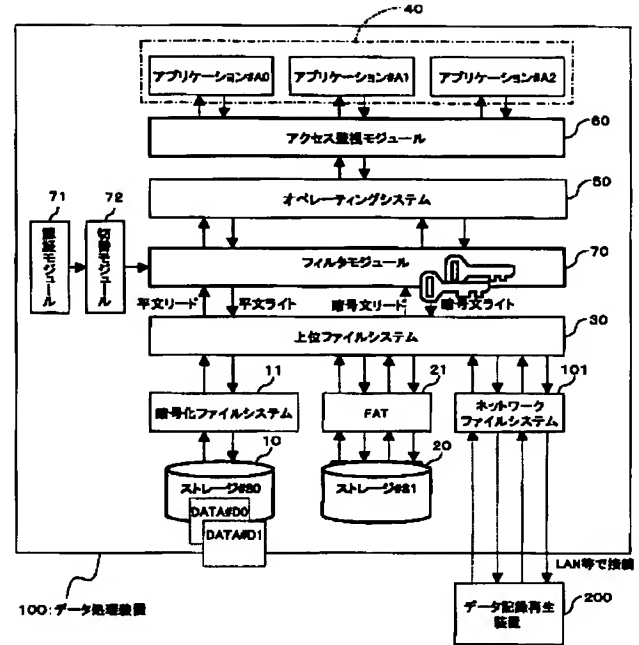 40
アプリケーション#A0
アプリケーション#A1
アプリケーション#A2
60
アクセス監視モジュール
50
オペレーティングシステム
71
72
切替モジュール
70
フィルタモジュール
平文リード
平文ライト
暗号文リード
暗号文ライト
30
上位ファイルシステム
11
暗号化ファイルシステム
21
FAT
101
ネットワーク
ファイルシステム
10
ストレージ#S0
DATA#D0
DATA#D1
20
ストレージ#S1
LAN等で接続
100:データ処理装置
データ記録再生
装置
200